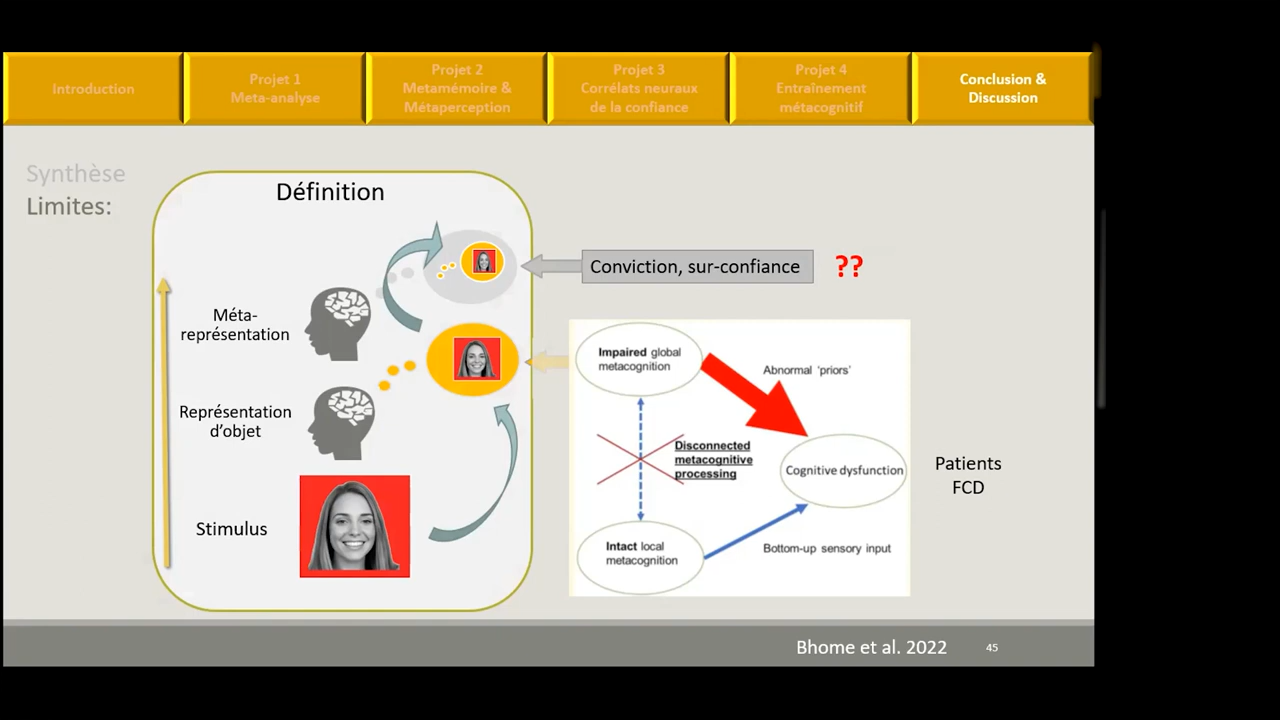 Introduction
Projet 1
Meta-analyse
Projet 2
Metamémoire &
Métaperception
Projet 3
Corrélats neuraux
de la confiance
Projet 4
Entraînement
métacognitif
Conclusion &
Discussion
Synthèse
Limites:
Définition
Méta-
représentation
Représentation
d'objet
Stimulus
Conviction, sur-confiance
??
Impaired global
metacognition
Abnormal 'priors'
Disconnected
metacognitive
processing
Cognitive dysfunction
Intact local
metacognition
Bottom-up sensory input
Patients
FCD
Bhome et al. 2022
45